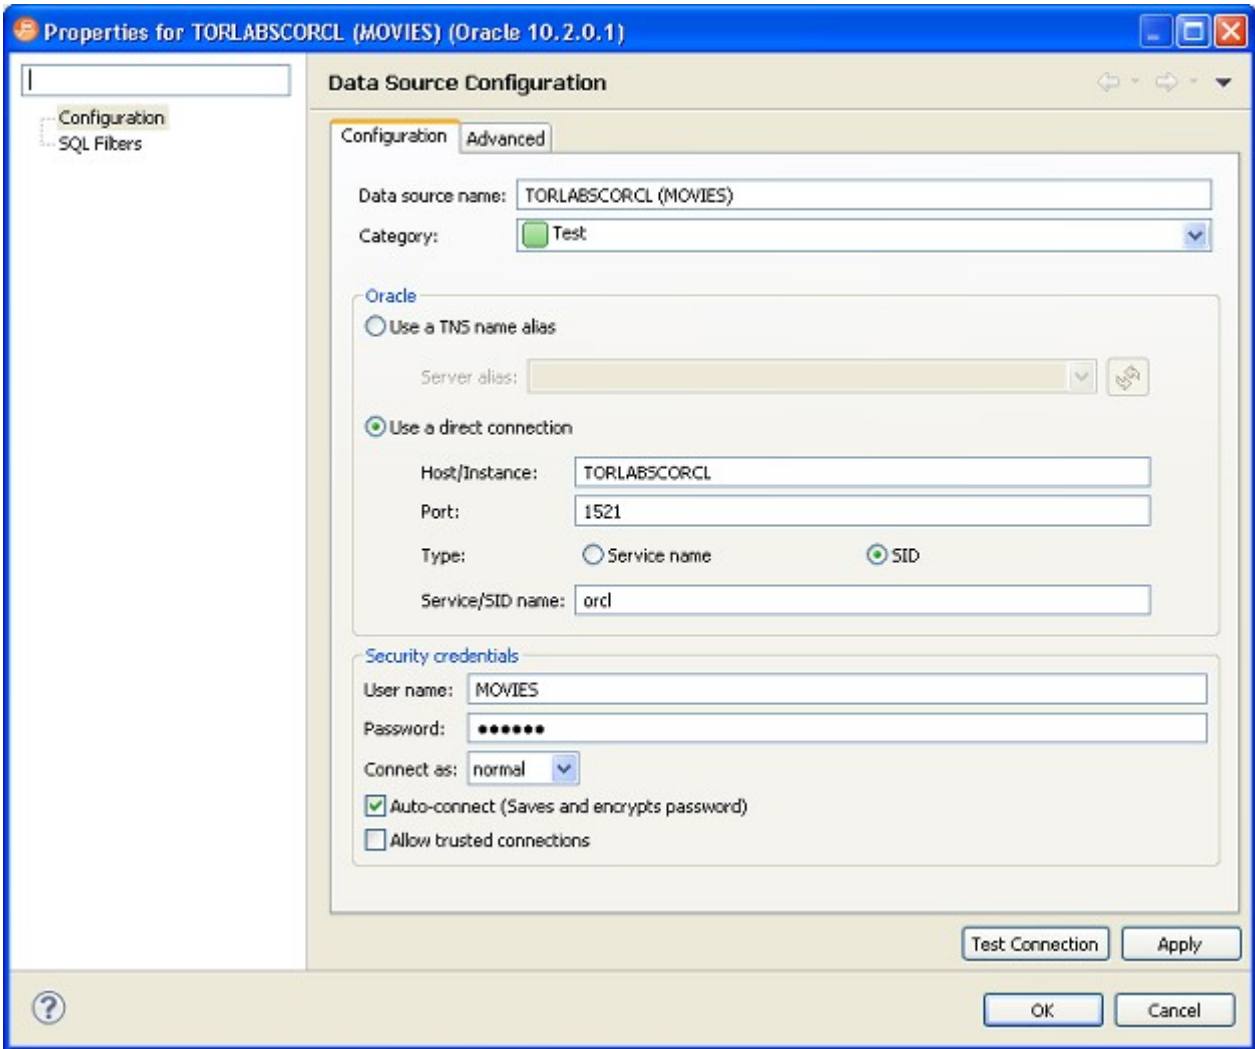 Properties for TORLABSCORCL (MOVIES) (Oracle 10.2.0.1)
Data Source Configuration
Configuration
SQL Filters
Configuration
Advanced
Data source name: TORLABSCORCL (MOVIES)
Category: Test
Oracle
Use a TNS name alias
Server alias:
Use a direct connection
Host/Instance: TORLABSCORCL
Port: 1521
Type: Service name SID
Service/SID name: orcl
Security credentials
User name: MOVIES
Password: ●●●●●●
Connect as: normal
Auto-connect (Saves and encrypts password)
Allow trusted connections
Test Connection Apply
? OK Cancel